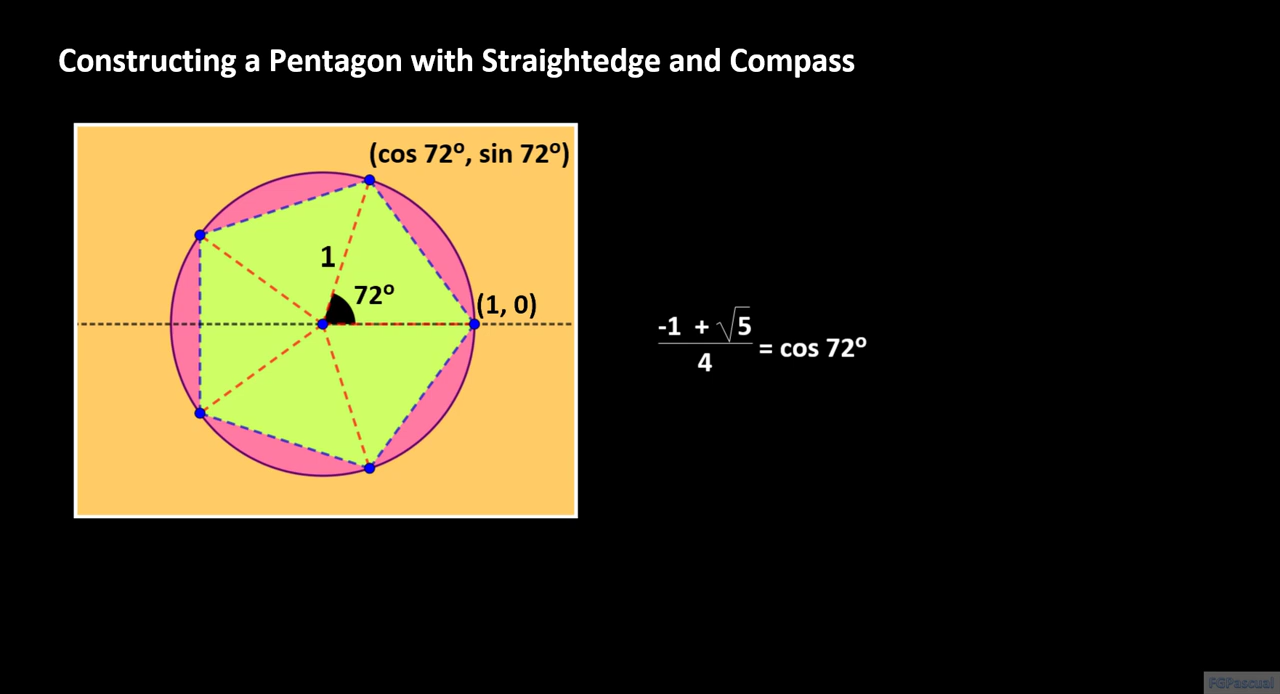 Constructing a Pentagon with Straightedge and Compass
(cos 72º, sin 72º)
1
72º
(1, 0)
-1 + √5
4
= cos 72º
FGPascual